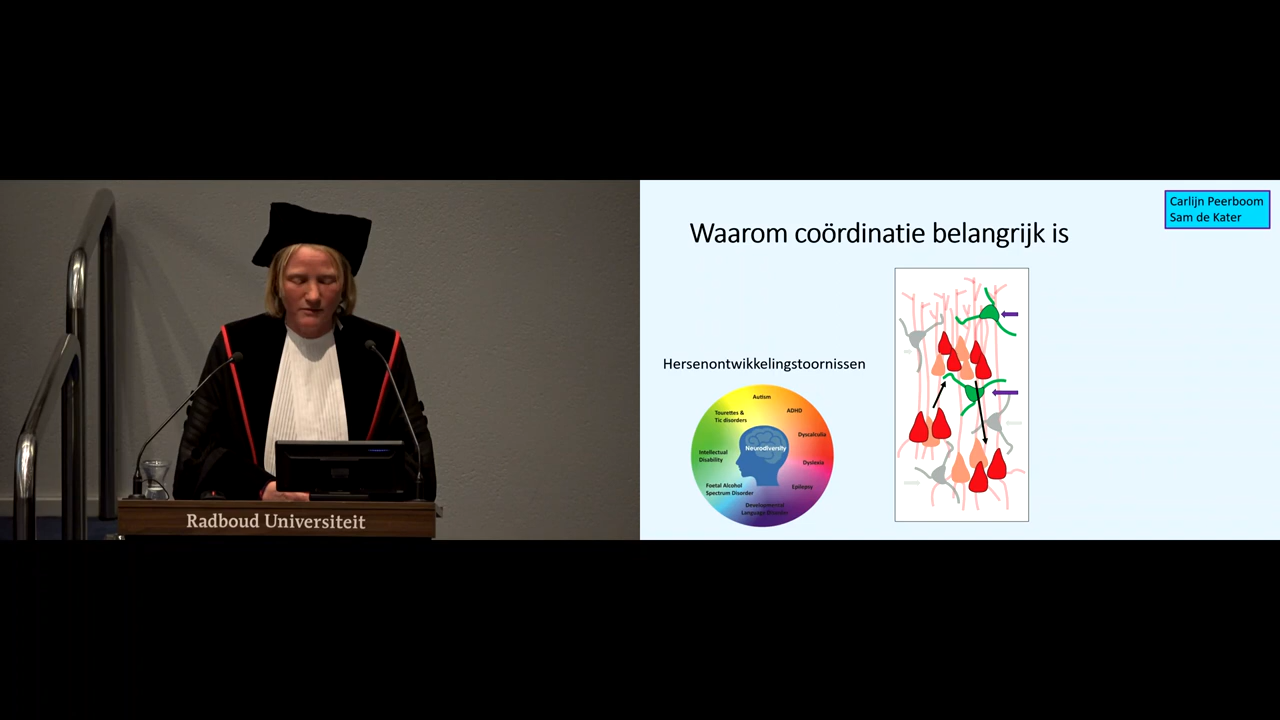 Radboud Universiteit
Carlijn Peerboom
Sam de Kater
Waarom coördinatie belangrijk is
Hersenontwikkelingstoornissen
Autism
ADHD
Dyscalculia
Dyslexia
Epilepsy
Developmental
Language Disorder
Foetal Alcohol
Spectrum Disorder
Intellectual
Disability
Tourettes &
Tic disorders
Neurodiversity